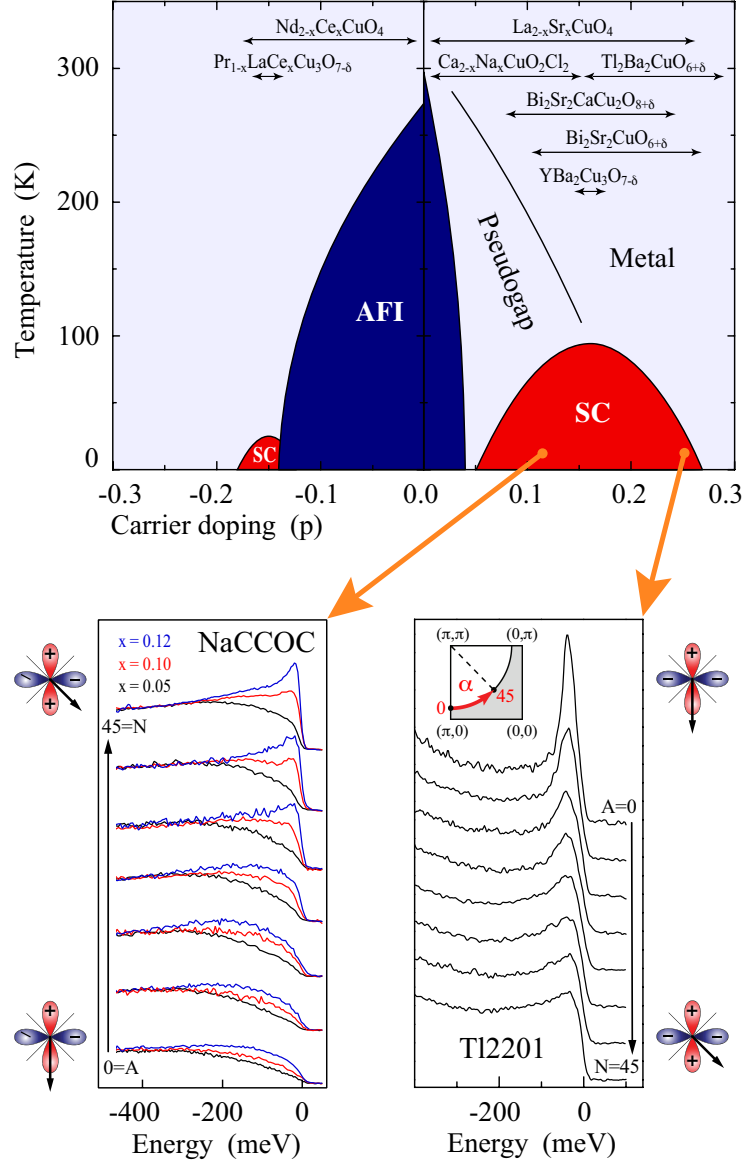 Nd2-xCexCuO4
La2-xSrxCuO4
Pr1-xLaCexCu3O7-δ
Ca2-xNaxCuO2Cl2
Tl2Ba2CuO6+δ
Bi2Sr2CaCu2O8+δ
Bi2Sr2CuO6+δ
YBa2Cu3O7-δ
300
200
100
0
Temperature (K)
AFI
Pseudogap
Metal
SC
SC
-0.3 -0.2 -0.1 0.0 0.1 0.2 0.3
Carrier doping (p)
x = 0.12
x = 0.10
x = 0.05
NaCCOC
45=N
0=A
-400 -200 0
Energy (meV)
(π,π) (0,π)
α
0
45
(π,0) (0,0)
A=0
N=45
Tl2201
-200 0
Energy (meV)
+
−
−
+
+
−
−
+
+
−
−
+
+
−
−
+